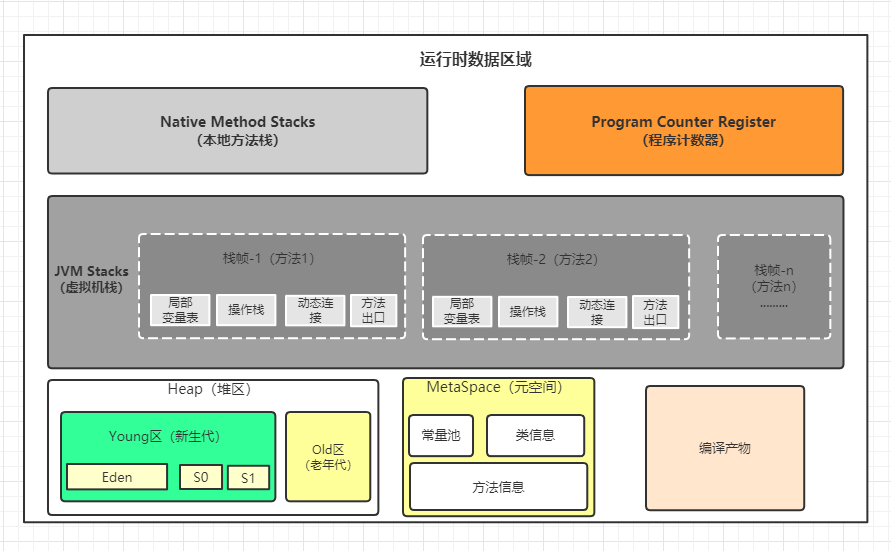 运行时数据区域
Native Method Stacks
（本地方法栈）
Program Counter Register
（程序计数器）
JVM Stacks
（虚拟机栈）
栈帧-1（方法1）
局部
变量表
操作栈
动态连
接
方法
出口
栈帧-2（方法2）
局部
变量表
操作栈
动态连
接
方法
出口
栈帧-n
（方法n）
.........
Heap（堆区）
Young区（新生代）
Eden
S0
S1
Old区
（老年代）
MetaSpace（元空间）
常量池
类信息
方法信息
编译产物